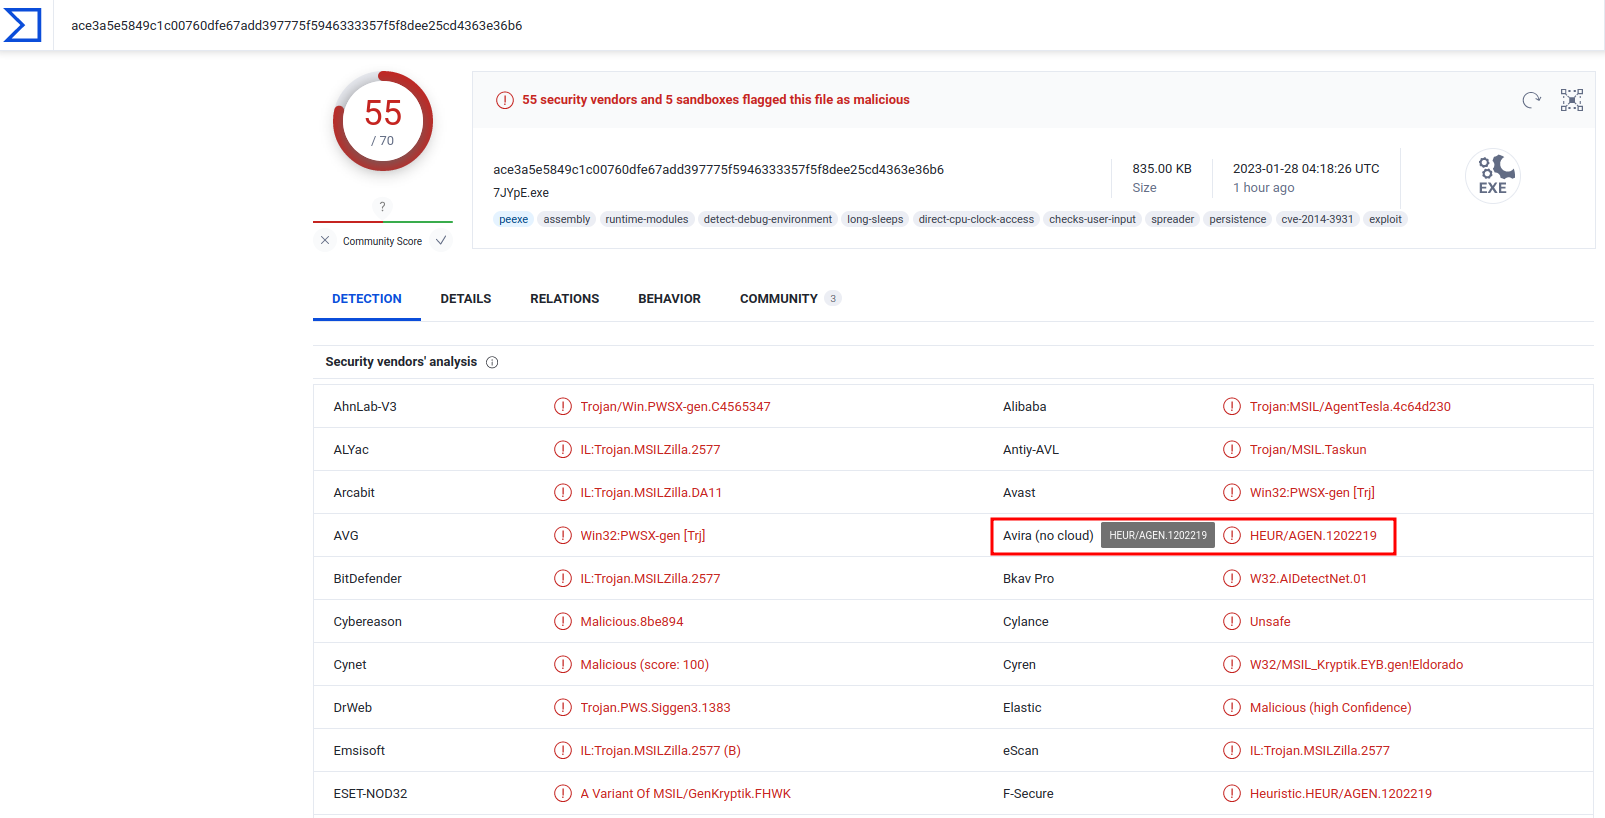 ace3a5e5849c1c00760dfe67add397775f5946333357f5f8dee25cd4363e36b6
55
/ 70
?
Community Score
55 security vendors and 5 sandboxes flagged this file as malicious
ace3a5e5849c1c00760dfe67add397775f5946333357f5f8dee25cd4363e36b6
7JYpE.exe
835.00 KB
Size
2023-01-28 04:18:26 UTC
1 hour ago
EXE
peexe assembly runtime-modules detect-debug-environment long-sleeps direct-cpu-clock-access checks-user-input spreader persistence cve-2014-3931 exploit
DETECTION DETAILS RELATIONS BEHAVIOR COMMUNITY 3
Security vendors' analysis
AhnLab-V3 Trojan/Win.PWSX-gen.C4565347 Alibaba Trojan:MSIL/AgentTesla.4c64d230
ALYac IL:Trojan.MSILZilla.2577 Antiy-AVL Trojan/MSIL.Taskun
Arcabit IL:Trojan.MSILZilla.DA11 Avast Win32:PWSX-gen [Trj]
AVG Win32:PWSX-gen [Trj] Avira (no cloud) HEUR/AGEN.1202219 HEUR/AGEN.1202219
BitDefender IL:Trojan.MSILZilla.2577 Bkav Pro W32.AIDetectNet.01
Cybereason Malicious.8be894 Cylance Unsafe
Cynet Malicious (score: 100) Cyren W32/MSIL_Kryptik.EYB.gen!Eldorado
DrWeb Trojan.PWS.Siggen3.1383 Elastic Malicious (high Confidence)
Emsisoft IL:Trojan.MSILZilla.2577 (B) eScan IL:Trojan.MSILZilla.2577
ESET-NOD32 A Variant Of MSIL/GenKryptik.FHWK F-Secure Heuristic.HEUR/AGEN.1202219